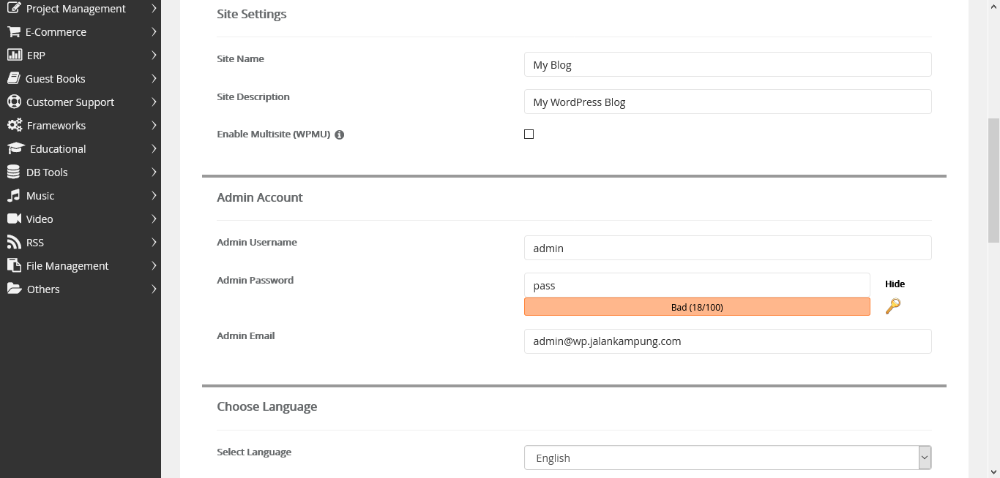 Project Management
E-Commerce
ERP
Guest Books
Customer Support
Frameworks
Educational
DB Tools
Music
Video
RSS
File Management
Others
Site Settings
Site Name
My Blog
Site Description
My WordPress Blog
Enable Multisite (WPMU)
Admin Account
Admin Username
admin
Admin Password
pass
Hide
Bad (18/100)
Admin Email
admin@wp.jalankampung.com
Choose Language
Select Language
English